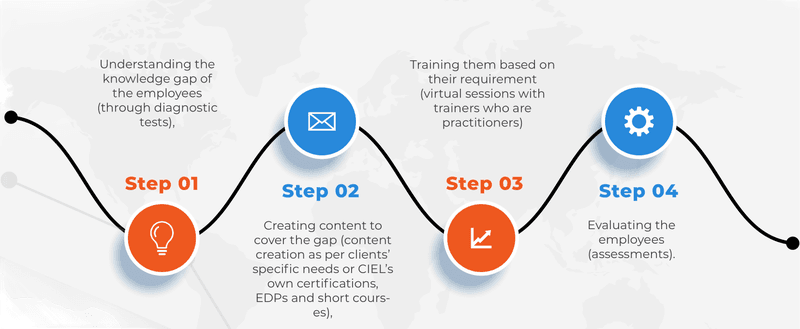 Understanding the
knowledge gap of
the employees
(through diagnostic
tests),
Step 01
Step 02
Creating content to
cover the gap (content
creation as per clients'
specific needs or CIEL's
own certifications,
EDPs and short cours-
es),
Training them based on
their requirement
(virtual sessions with
trainers who are
practitioners)
Step 03
Step 04
Evaluating the
employees
(assessments).